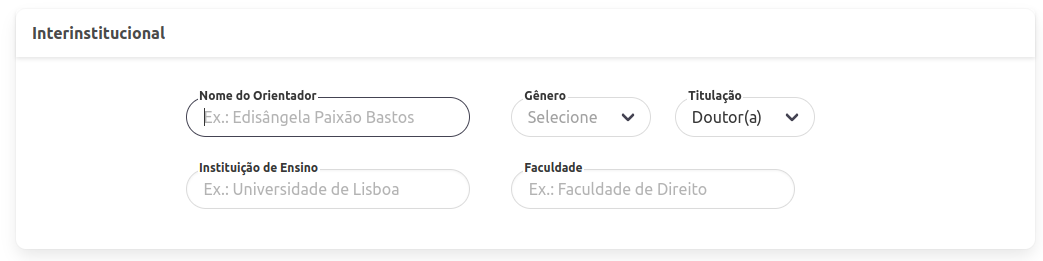 Interinstitucional
Nome do Orientador Gênero Titulação
Ex.: Edisângela Paixão Bastos Selecione Doutor(a)
Instituição de Ensino Faculdade
Ex.: Universidade de Lisboa Ex.: Faculdade de Direito